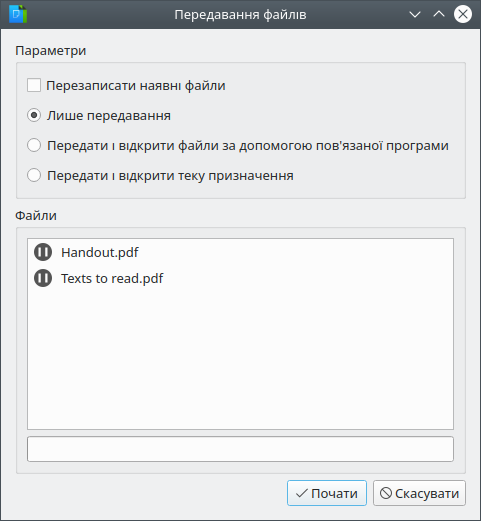 Передавання файлів
Параметри
Перезаписати наявні файли
Лише передавання
Передати і відкрити файли за допомогою пов'язаної програми
Передати і відкрити теку призначення
Файли
Handout.pdf
Texts to read.pdf
Почати
Скасувати